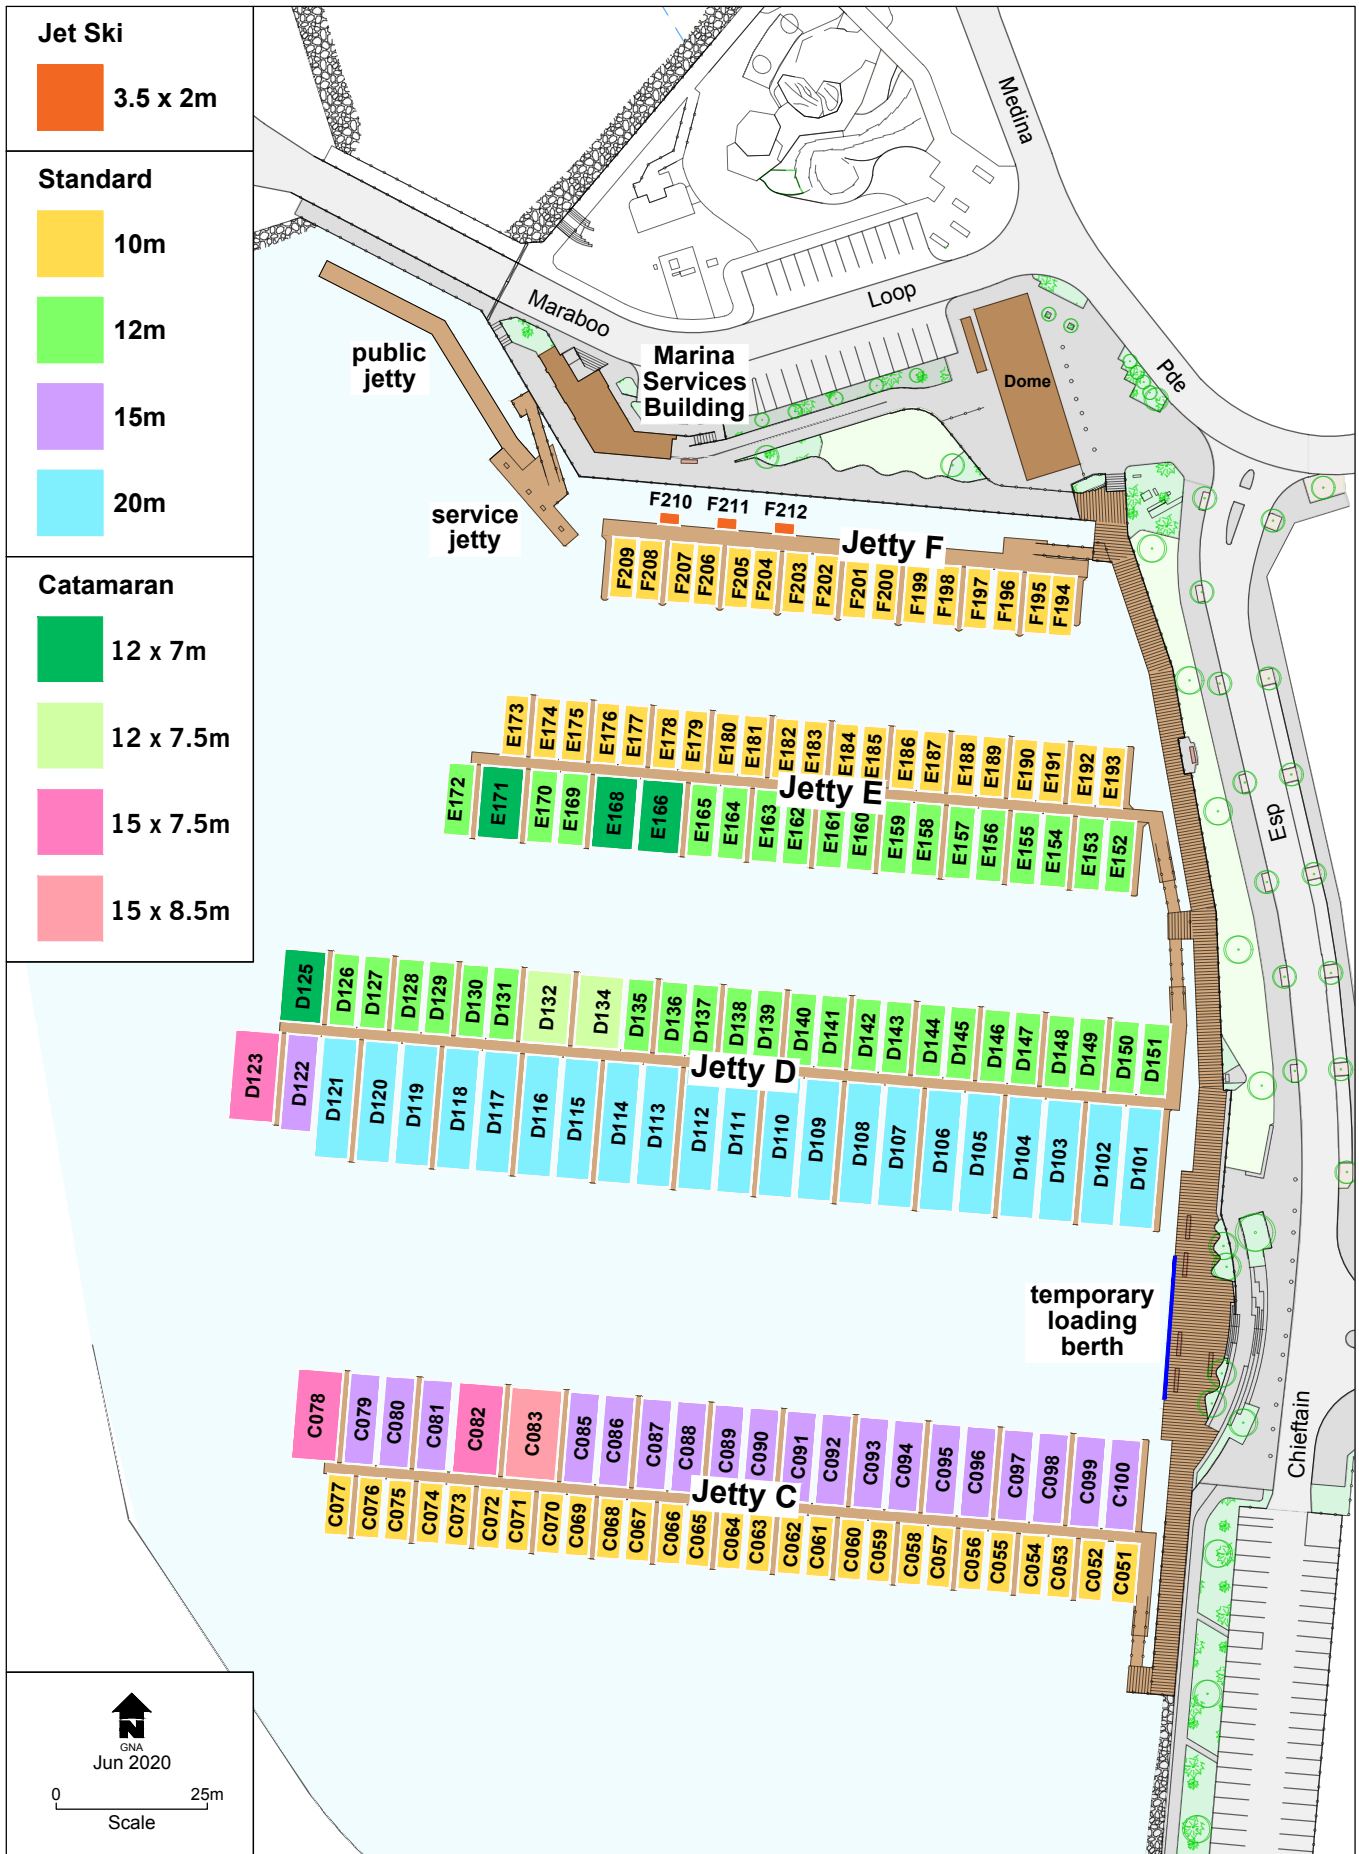 Jet Ski
3.5 x 2m
Standard
10m
12m
15m
20m
Catamaran
12 x 7m
12 x 7.5m
15 x 7.5m
15 x 8.5m
Medina
Loop
Maraboo
Pde
public
jetty
Marina
Services
Building
Dome
service
jetty
F210
F211
F212
Jetty F
F209
F208
F207
F206
F205
F204
F203
F202
F201
F200
F199
F198
F197
F196
F195
F194
E173
E174
E175
E176
E177
E178
E179
E180
E181
E182
E183
E184
E185
E186
E187
E188
E189
E190
E191
E192
E193
Jetty E
E172
E171
E170
E169
E168
E166
E165
E164
E163
E162
E161
E160
E159
E158
E157
E156
E155
E154
E153
E152
Esp
D125
D126
D127
D128
D129
D130
D131
D132
D134
D135
D136
D137
D138
D139
D140
D141
D142
D143
D144
D145
D146
D147
D148
D149
D150
D151
Jetty D
D123
D122
D121
D120
D119
D118
D117
D116
D115
D114
D113
D112
D111
D110
D109
D108
D107
D106
D105
D104
D103
D102
D101
temporary
loading
berth
Chieftain
C078
C079
C080
C081
C082
C083
C085
C086
C087
C088
C089
C090
C091
C092
C093
C094
C095
C096
C097
C098
C099
C100
Jetty C
C077
C076
C075
C074
C073
C072
C071
C070
C069
C068
C067
C066
C065
C064
C063
C062
C061
C060
C059
C058
C057
C056
C055
C054
C053
C052
C051
N
GNA
Jun 2020
0 25m
Scale